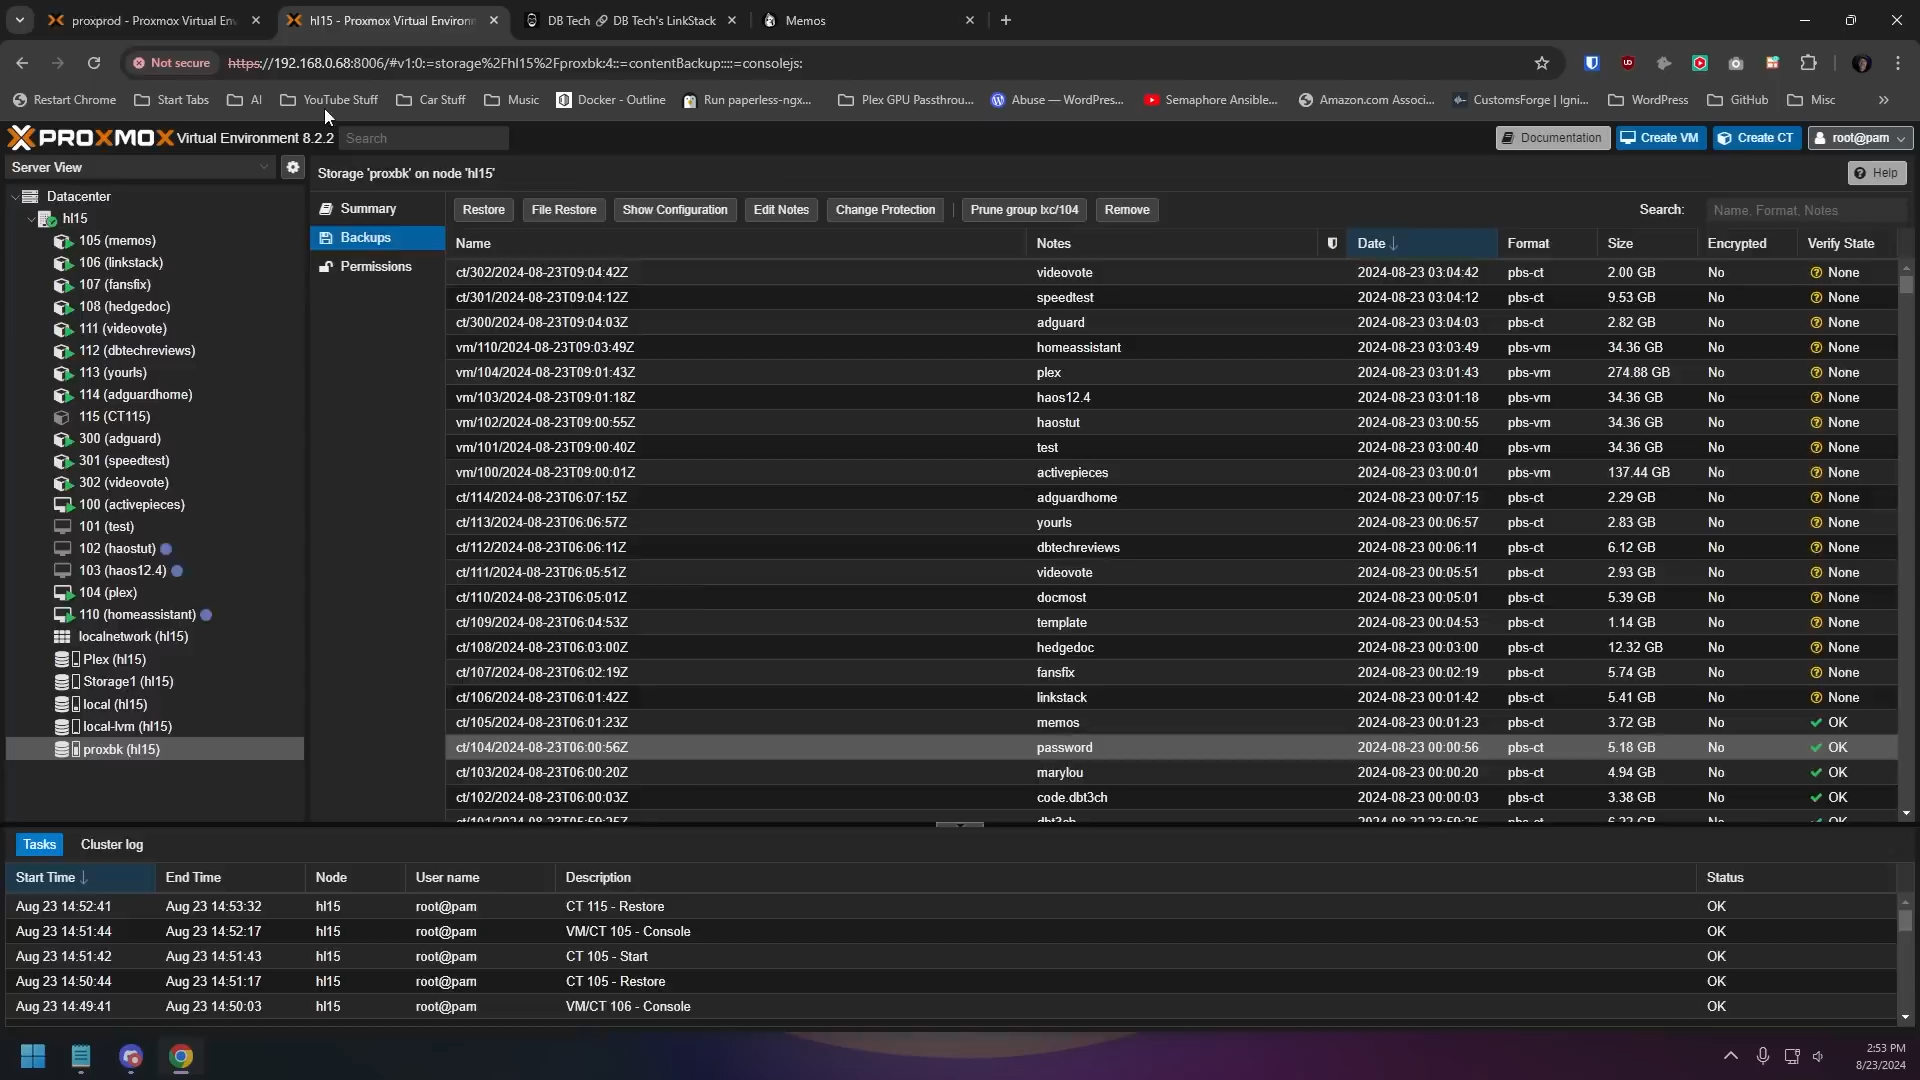 proxprod - Proxmox Virtual En
hl15 - Proxmox Virtual Environ
DB Tech 🔗 DB Tech's LinkStack
Memos
Not secure https://192.168.0.68:8006/#v1:0:=storage%2Fhl15%2Fproxbk:4::=contentBackup::::=consolejs:
Restart Chrome Start Tabs AI YouTube Stuff Car Stuff Music Docker - Outline Run paperless-ngx... Plex GPU Passthrou... Abuse — WordPress... Semaphore Ansible... Amazon.com Associ... CustomsForge | Igni... WordPress GitHub Misc »
PROXMOX Virtual Environment 8.2.2 Search Documentation Create VM Create CT root@pam
Server View
Storage 'proxbk' on node 'hl15' Help
Datacenter
hl15
105 (memos)
106 (linkstack)
107 (fansfix)
108 (hedgedoc)
111 (videovote)
112 (dbtechreviews)
113 (yourls)
114 (adguardhome)
115 (CT115)
300 (adguard)
301 (speedtest)
302 (videovote)
100 (activepieces)
101 (test)
102 (haostut)
103 (haos12.4)
104 (plex)
110 (homeassistant)
localnetwork (hl15)
Plex (hl15)
Storage1 (hl15)
local (hl15)
local-lvm (hl15)
proxbk (hl15)
Summary
Backups
Permissions
Restore File Restore Show Configuration Edit Notes Change Protection Prune group lxc/104 Remove Search: Name, Format, Notes
Name Notes Date Format Size Encrypted Verify State
ct/302/2024-08-23T09:04:42Z videovote 2024-08-23 03:04:42 pbs-ct 2.00 GB No None
ct/301/2024-08-23T09:04:12Z speedtest 2024-08-23 03:04:12 pbs-ct 9.53 GB No None
ct/300/2024-08-23T09:04:03Z adguard 2024-08-23 03:04:03 pbs-ct 2.82 GB No None
vm/110/2024-08-23T09:03:49Z homeassistant 2024-08-23 03:03:49 pbs-vm 34.36 GB No None
vm/104/2024-08-23T09:01:43Z plex 2024-08-23 03:01:43 pbs-vm 274.88 GB No None
vm/103/2024-08-23T09:01:18Z haos12.4 2024-08-23 03:01:18 pbs-vm 34.36 GB No None
vm/102/2024-08-23T09:00:55Z haostut 2024-08-23 03:00:55 pbs-vm 34.36 GB No None
vm/101/2024-08-23T09:00:40Z test 2024-08-23 03:00:40 pbs-vm 34.36 GB No None
vm/100/2024-08-23T09:00:01Z activepieces 2024-08-23 03:00:01 pbs-vm 137.44 GB No None
ct/114/2024-08-23T06:07:15Z adguardhome 2024-08-23 00:07:15 pbs-ct 2.29 GB No None
ct/113/2024-08-23T06:06:57Z yourls 2024-08-23 00:06:57 pbs-ct 2.83 GB No None
ct/112/2024-08-23T06:06:11Z dbtechreviews 2024-08-23 00:06:11 pbs-ct 6.12 GB No None
ct/111/2024-08-23T06:05:51Z videovote 2024-08-23 00:05:51 pbs-ct 2.93 GB No None
ct/110/2024-08-23T06:05:01Z docmost 2024-08-23 00:05:01 pbs-ct 5.39 GB No None
ct/109/2024-08-23T06:04:53Z template 2024-08-23 00:04:53 pbs-ct 1.14 GB No None
ct/108/2024-08-23T06:03:00Z hedgedoc 2024-08-23 00:03:00 pbs-ct 12.32 GB No None
ct/107/2024-08-23T06:02:19Z fansfix 2024-08-23 00:02:19 pbs-ct 5.74 GB No None
ct/106/2024-08-23T06:01:42Z linkstack 2024-08-23 00:01:42 pbs-ct 5.41 GB No None
ct/105/2024-08-23T06:01:23Z memos 2024-08-23 00:01:23 pbs-ct 3.72 GB No OK
ct/104/2024-08-23T06:00:56Z password 2024-08-23 00:00:56 pbs-ct 5.18 GB No OK
ct/103/2024-08-23T06:00:20Z marylou 2024-08-23 00:00:20 pbs-ct 4.94 GB No OK
ct/102/2024-08-23T06:00:03Z code.dbt3ch 2024-08-23 00:00:03 pbs-ct 3.38 GB No OK
Tasks Cluster log
Start Time End Time Node User name Description Status
Aug 23 14:52:41 Aug 23 14:53:32 hl15 root@pam CT 115 - Restore OK
Aug 23 14:51:44 Aug 23 14:52:17 hl15 root@pam VM/CT 105 - Console OK
Aug 23 14:51:42 Aug 23 14:51:43 hl15 root@pam CT 105 - Start OK
Aug 23 14:50:44 Aug 23 14:51:17 hl15 root@pam CT 105 - Restore OK
Aug 23 14:49:41 Aug 23 14:50:03 hl15 root@pam VM/CT 106 - Console OK
2:53 PM
8/23/2024